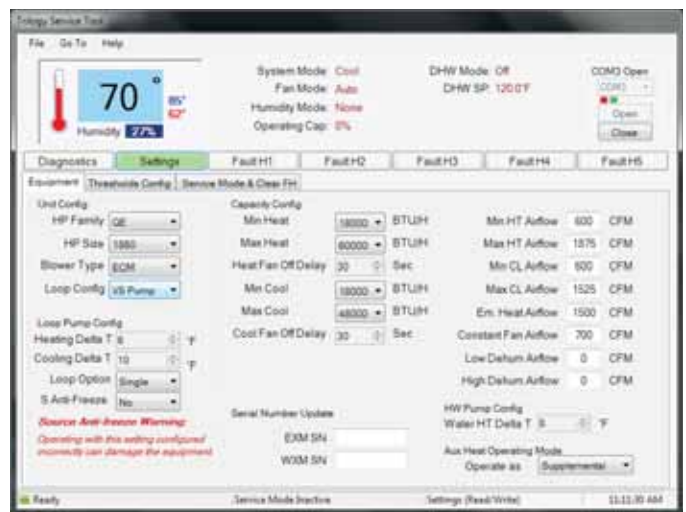 Trilogy Service Tool
File Go To Help
70 °
85°
62°
Humidity 27%
System Mode Cool
Fan Mode Auto
Humidity Mode None
Operating Cap 0%
DHW Mode Off
DHW SP 120.0°F
COM3 Open
COM3
Open
Close
Diagnostics Settings Fault H1 Fault H2 Fault H3 Fault H4 Fault H5
Equipment Thresholds Config Service Mode & Clear FH
Unit Config
HP Family QE
HP Size 1860
Blower Type ECM
Loop Config VS Pump
Loop Pump Config
Heating Delta T 6 °F
Cooling Delta T 10 °F
Loop Option Single
S Anti-Freeze No
Source Anti-freeze Warning:
Operating with this setting configured
incorrectly can damage the equipment
Capacity Config
Min Heat 18000 BTU/H
Max Heat 60000 BTU/H
Heat Fan Off Delay 30 Sec
Min Cool 18000 BTU/H
Max Cool 48000 BTU/H
Cool Fan Off Delay 30 Sec
Serial Number Update
EXM SN
WXM SN
Min HT Airflow 600 CFM
Max HT Airflow 1875 CFM
Min CL Airflow 600 CFM
Max CL Airflow 1525 CFM
Em. Heat Airflow 1500 CFM
Constant Fan Airflow 700 CFM
Low Dehum Airflow 0 CFM
High Dehum Airflow 0 CFM
HW Pump Config
Water HT Delta T 8 °F
Aux Heat Operating Mode
Operate as Supplemental
Ready Service Mode Inactive Settings (Read/Write) 11:11:30 AM